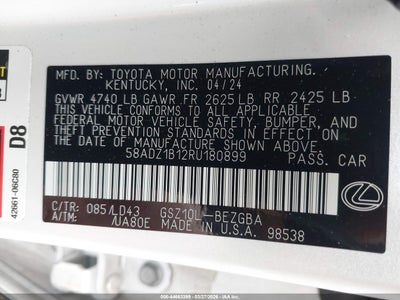 MFD. BY: TOYOTA MOTOR MANUFACTURING.
KENTUCKY, INC. 04/24
GVWR 4740 LB GAWR FR 2625 LB RR 2425 LB
THIS VEHICLE CONFORMS TO ALL APPLICABLE
FEDERAL MOTOR VEHICLE SAFETY, BUMPER, AND
THEFT PREVENTION STANDARDS IN EFFECT ON
THE DATE OF MANUFACTURE SHOWN ABOVE.
58ADZ1B12RU180899 PASS. CAR
C/TR: 085/LD43 GSZ10L-BEZGBA
A/TM: /UA80E MADE IN U.S.A. 98538
D8
42661-06C80